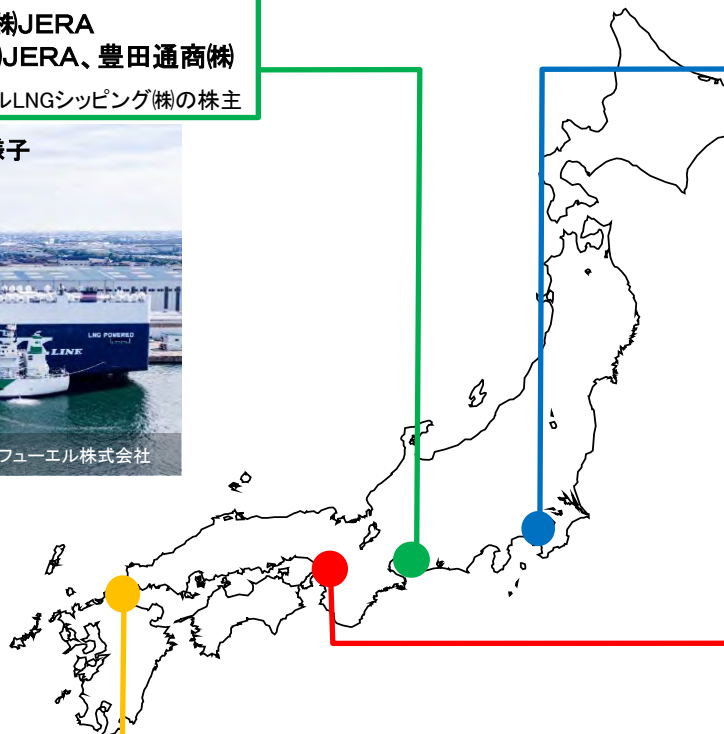 ㈱JERA
㈱JERA、豊田通商㈱
ルLNGシッピング㈱の株主
様子
LNG POWERED
LINE
フューエル株式会社